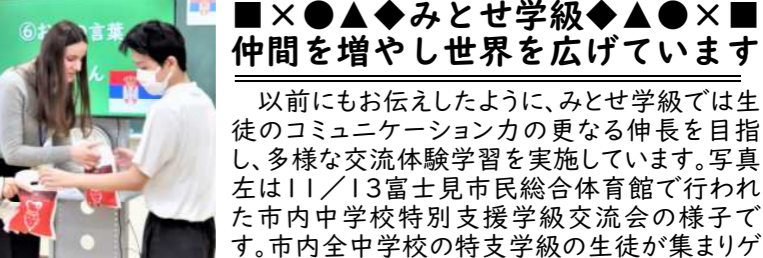 ■×●▲◆みとせ学級◆▲●×■
仲間を増やし世界を広げています
以前にもお伝えしたように、みとせ学級では生
徒のコミュニケーション力の更なる伸長を目指
し、多様な交流体験学習を実施しています。写真
左は11／13富士見市民総合体育館で行われ
た市内中学校特別支援学級交流会の様子で
す。市内全中学校の特支学級の生徒が集まりゲ
⑥お
言葉
ん